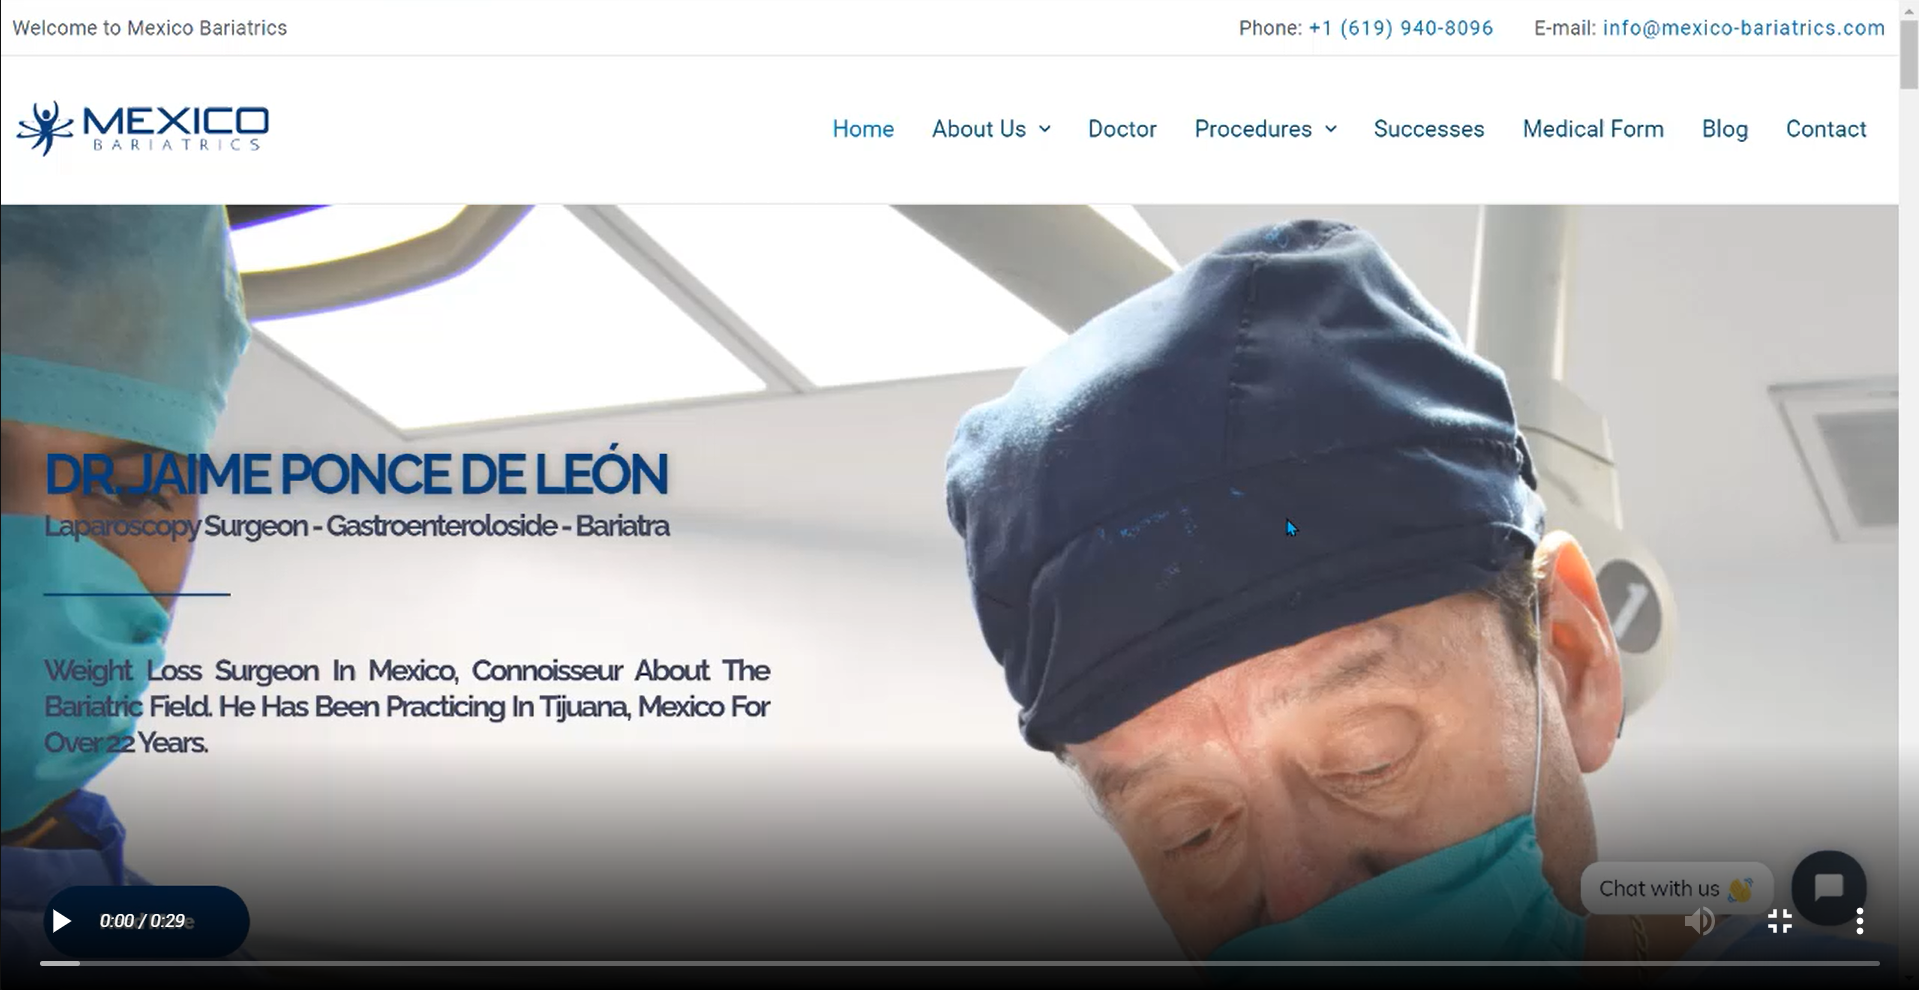 Welcome to Mexico Bariatrics
Phone: +1 (619) 940-8096 E-mail: info@mexico-bariatrics.com
MEXICO
BARIATRICS
Home About Us Doctor Procedures Successes Medical Form Blog Contact
DR. JAIME PONCE DE LEÓN
Laparoscopy Surgeon - Gastroenteroloside - Bariatra
Weight Loss Surgeon In Mexico, Connoisseur About The
Bariatric Field. He Has Been Practicing In Tijuana, Mexico For
Over 22 Years.
1
Chat with us 👋
0:00 / 0:29